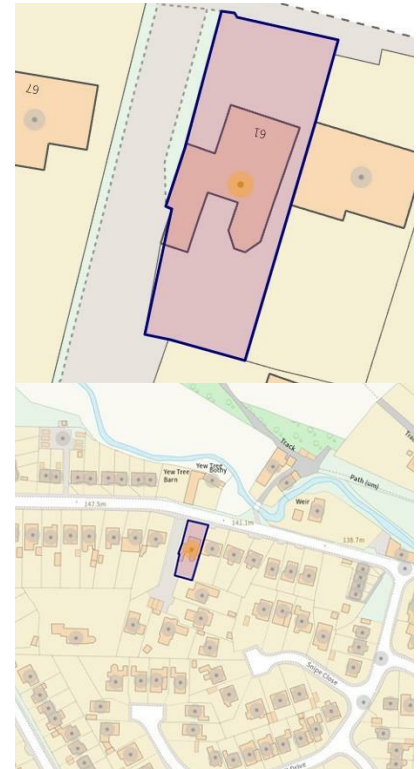 67
61
Track
Tra
Yew Tree
Barn
Yew Tree
Bothy
Path (um)
Weir
147.5m
141.1m
138.7m
Snipe Close